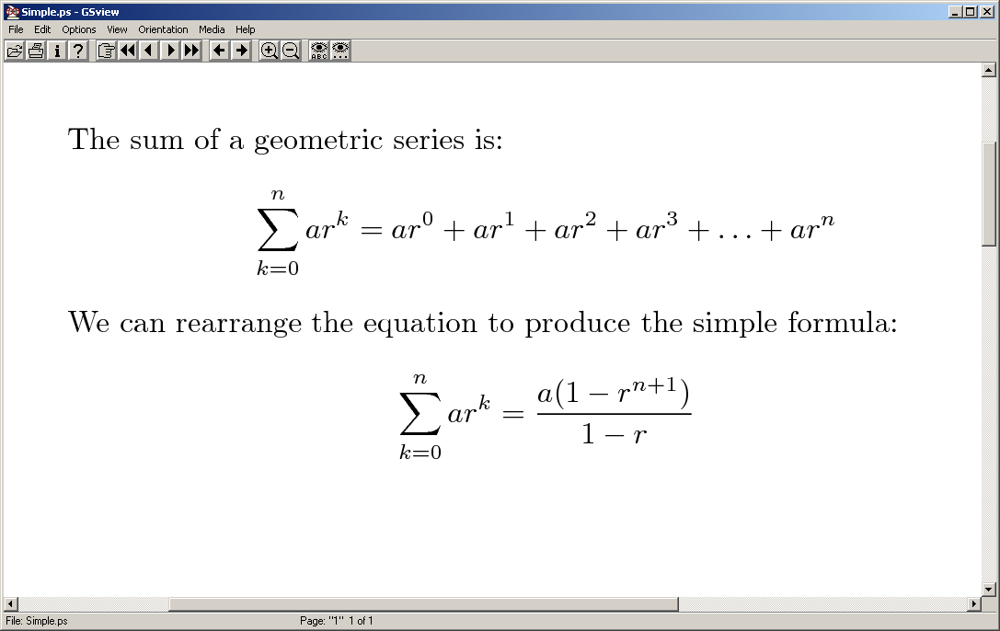 Simple.ps - GSview
File Edit Options View Orientation Media Help
The sum of a geometric series is:
$$\sum_{k=0}^{n} ar^k = ar^0 + ar^1 + ar^2 + ar^3 + \ldots + ar^n$$
We can rearrange the equation to produce the simple formula:
$$\sum_{k=0}^{n} ar^k = \frac{a(1 - r^{n+1})}{1 - r}$$
File: Simple.ps Page: "1" 1 of 1